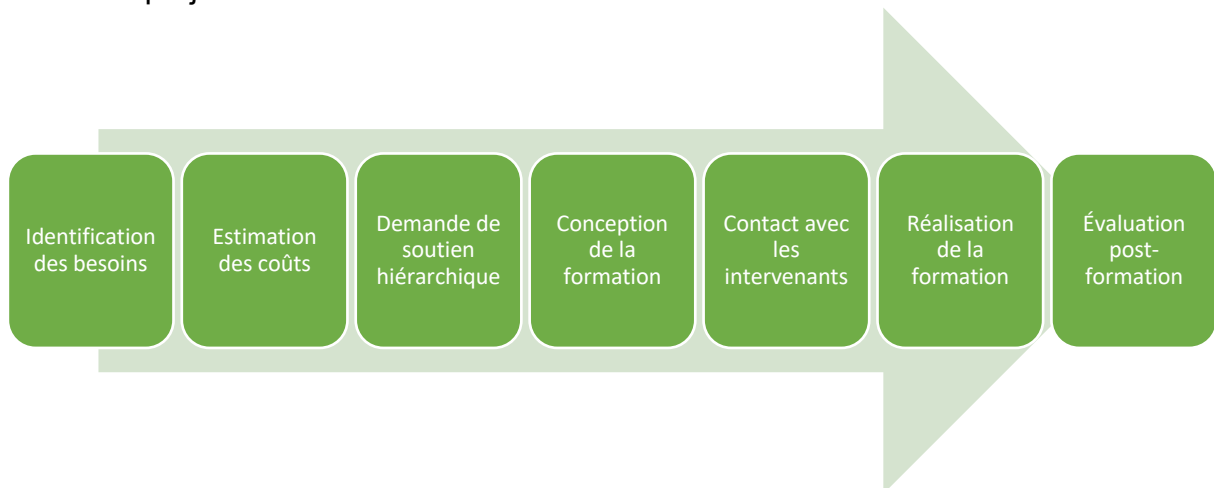 Identification
des besoins
Estimation
des coûts
Demande de
soutien
hiérarchique
Conception
de la
formation
Contact avec
les
intervenants
Réalisation
de la
formation
Évaluation
post-
formation